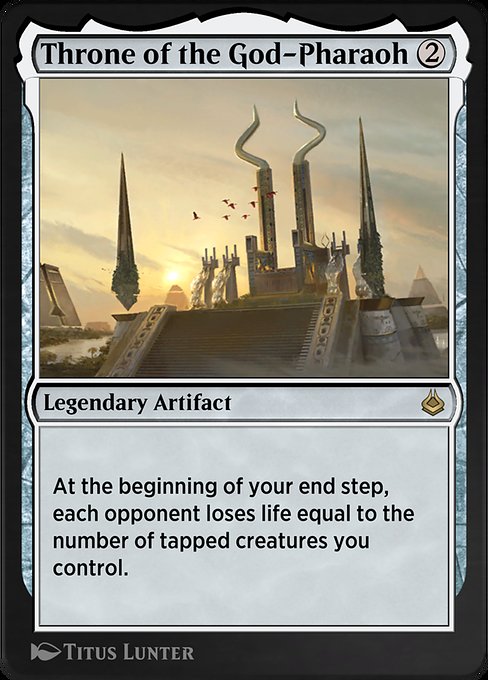 Throne of the God-Pharaoh 2
Legendary Artifact
At the beginning of your end step,
each opponent loses life equal to the
number of tapped creatures you
control.
Titus Lunter